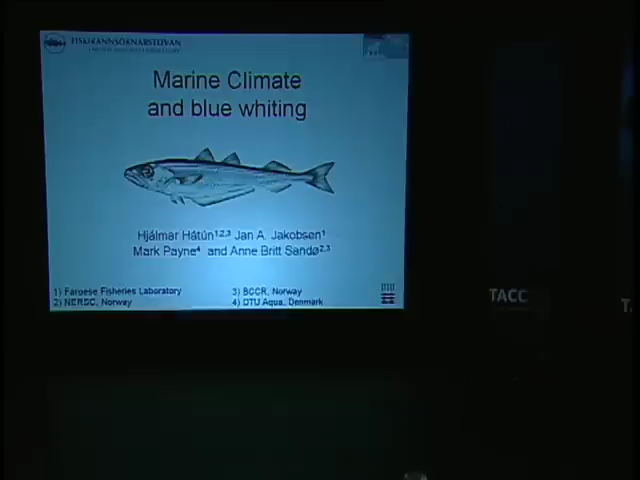 FISKIRANNSÓKNARSTOVAN
Marine Climate
and blue whiting
Hjálmar Hátún1,2,3 Jan A. Jakobsen1
Mark Payne4 and Anne Britt Sandø2,3
1) Faroese Fisheries Laboratory
2) NERSC, Norway
3) BCCR, Norway
4) DTU Aqua, Denmark
TACC
T